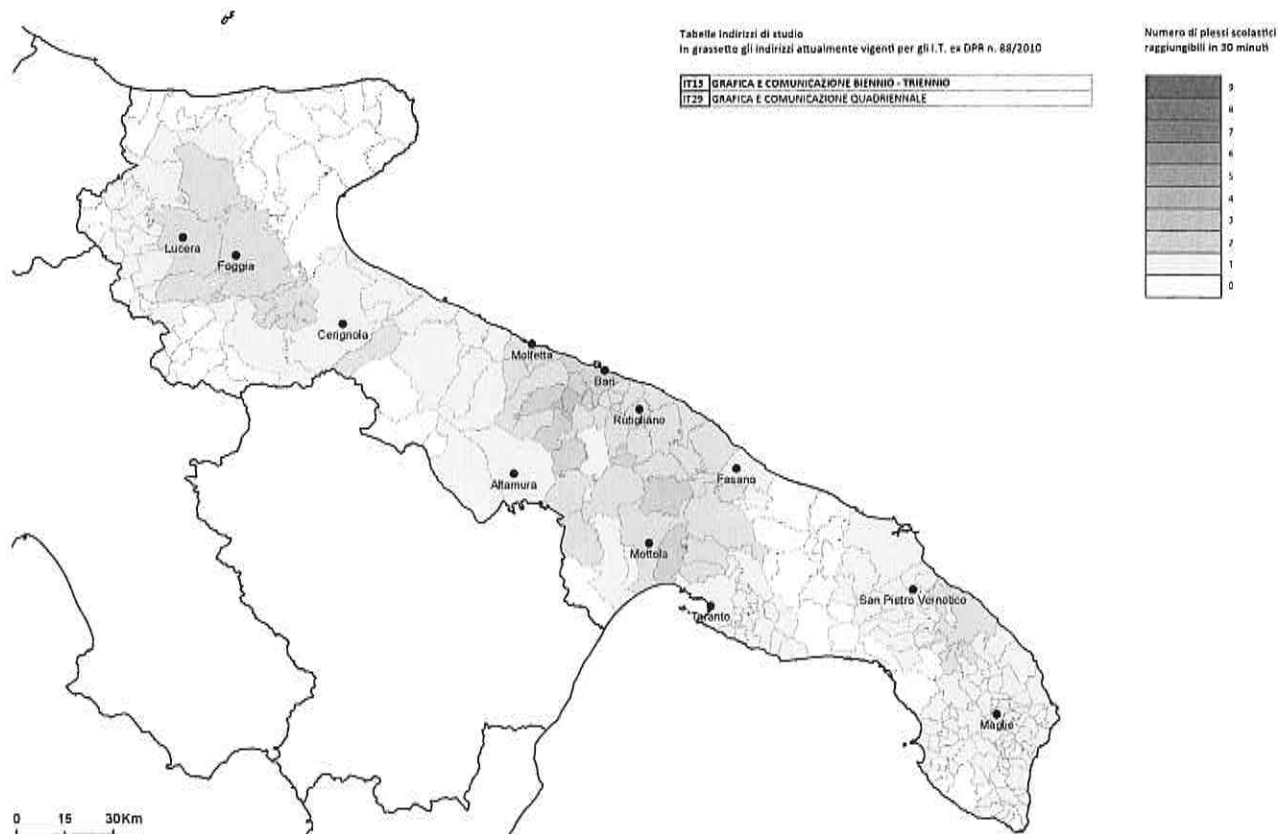 Tabelle Indirizzi di studio
In grassetto gli indirizzi attualmente vigenti per gli I.T. ex DPR n. 88/2010
IT15 GRAFICA E COMUNICAZIONE BIENNIO - TRIENNIO
IT29 GRAFICA E COMUNICAZIONE QUADRIENNALE
Numero di plessi scolastici
raggiungibili in 30 minuti
9
8
7
6
5
4
3
2
1
0
Lucera
Foggia
Cerignola
Molfetta
Bari
Rutigliano
Altamura
Fasano
Mottola
Taranto
San Pietro Vernotico
Maglie
0 15 30Km